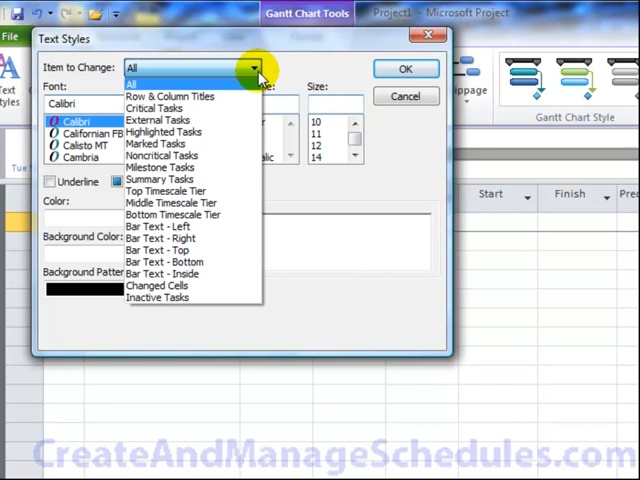 Gantt Chart Tools
Project1 - Microsoft Project
File
Text Styles
Item to Change: All
OK
Font:
Size:
Calibri
Cancel
All
Row & Column Titles
Critical Tasks
External Tasks
Highlighted Tasks
Marked Tasks
Noncritical Tasks
Milestone Tasks
Summary Tasks
Top Timescale Tier
Middle Timescale Tier
Bottom Timescale Tier
Bar Text - Left
Bar Text - Right
Bar Text - Top
Bar Text - Bottom
Bar Text - Inside
Changed Cells
Inactive Tasks
Calibri
Californian FB
Calisto MT
Cambria
10
11
12
14
Underline
Color:
Background Color:
Text
Styles
Gantt Chart Style
Tue
Start
Finish
CreateAndManageSchedules.com